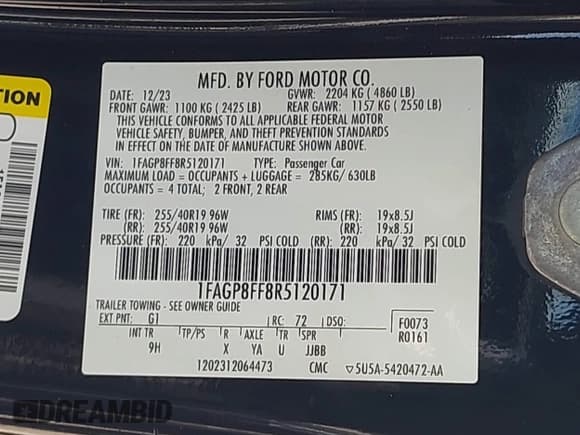 MFD. BY FORD MOTOR CO.
DATE: 12/23 GVWR: 2204 KG ( 4860 LB)
FRONT GAWR: 1100 KG ( 2425 LB) REAR GAWR: 1157 KG ( 2550 LB)
THIS VEHICLE CONFORMS TO ALL APPLICABLE FEDERAL MOTOR
VEHICLE SAFETY, BUMPER, AND THEFT PREVENTION STANDARDS
IN EFFECT ON THE DATE OF MANUFACTURE SHOWN ABOVE.
VIN: 1FAGP8FF8R5120171 TYPE: Passenger Car
MAXIMUM LOAD = OCCUPANTS + LUGGAGE = 285KG/ 630LB
OCCUPANTS = 4 TOTAL; 2 FRONT, 2 REAR
TIRE (FR): 255/40R19 96W RIMS (FR): 19x8.5J
(RR): 255/40R19 96W (RR): 19x8.5J
PRESSURE (FR): 220 kPa/ 32 PSI COLD (RR): 220 kPa/ 32 PSI COLD
1FAGP8FF8R5120171
TRAILER TOWING - SEE OWNER GUIDE
EXT PNT: G1 RC: 72 DSO: F0073
INT TR TP/PS R AXLE TR SPR R0161
9H X YA U JJBB
1202312064473 CMC 5U5A-5420472-AA
TION
DREAMBID